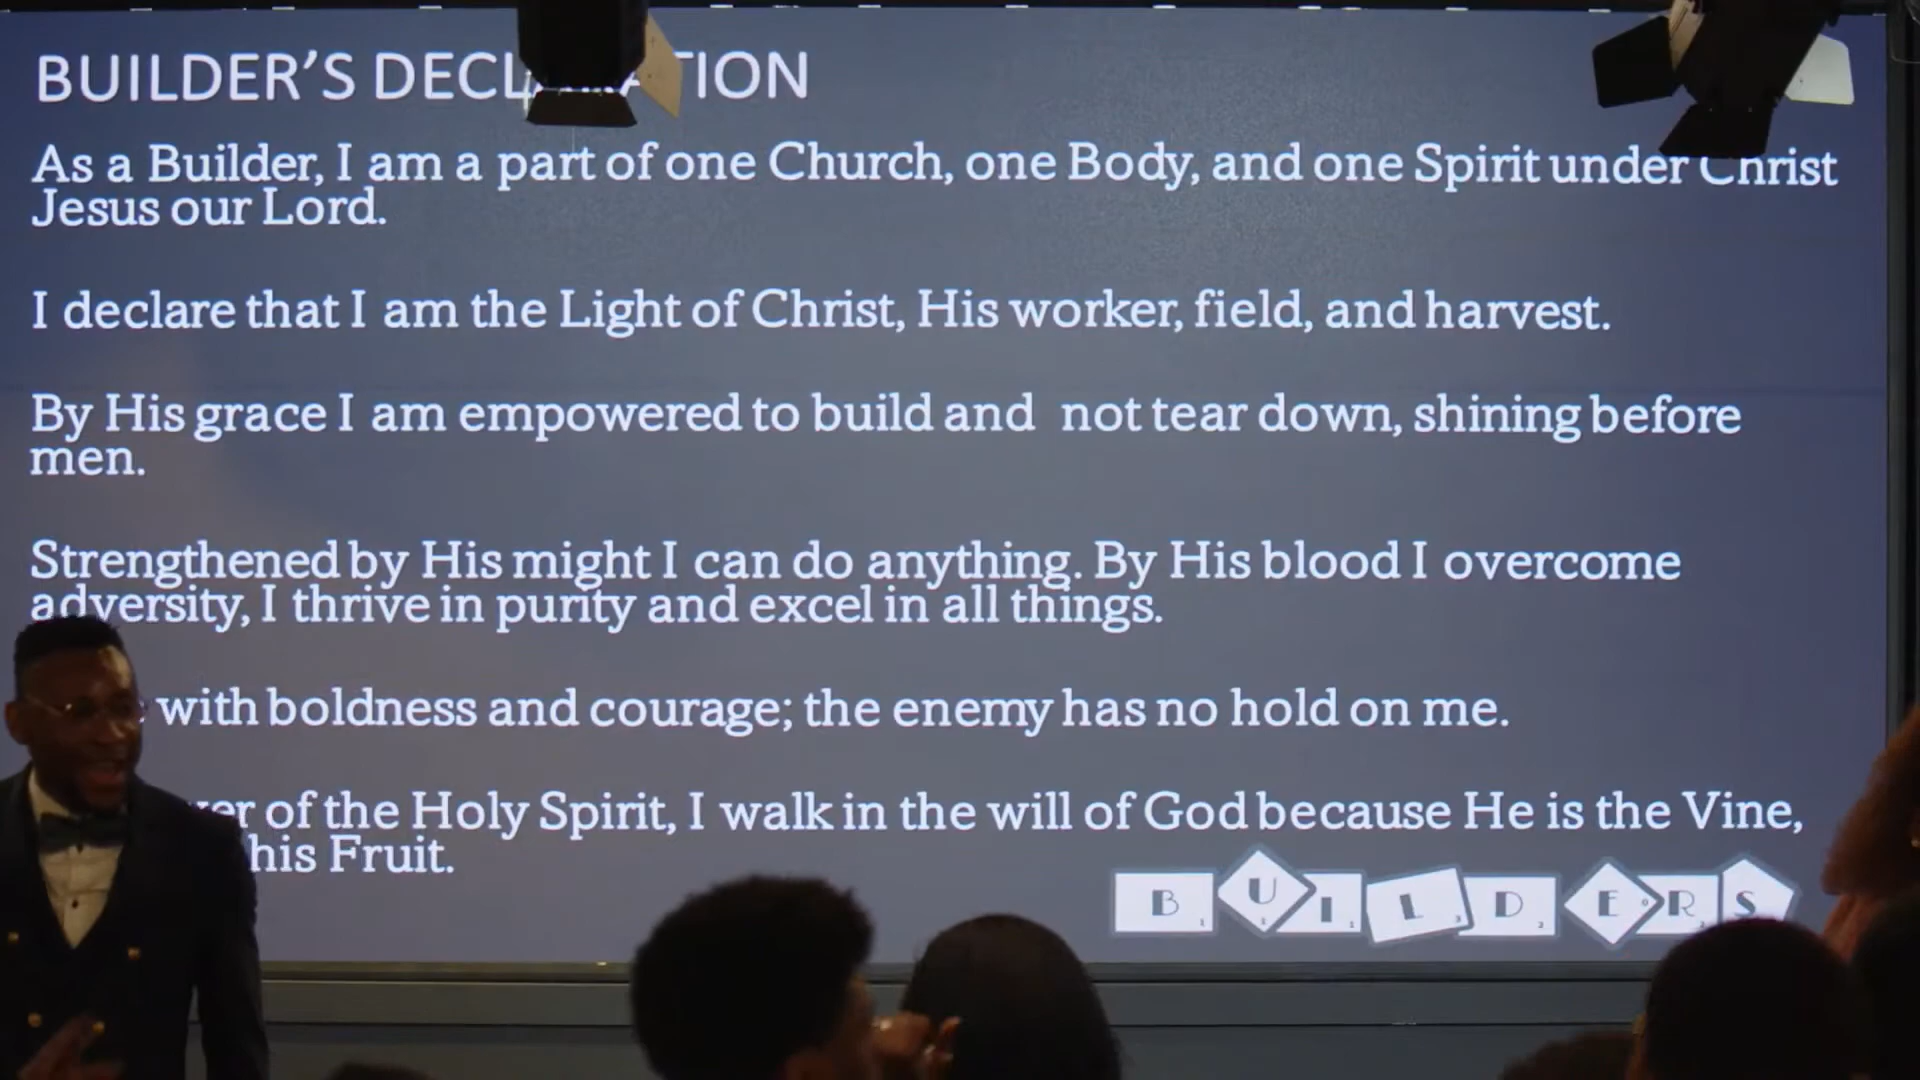 BUILDER'S DECLARATION
As a Builder, I am a part of one Church, one Body, and one Spirit under Christ
Jesus our Lord.
I declare that I am the Light of Christ, His worker, field, and harvest.
By His grace I am empowered to build and not tear down, shining before
men.
Strengthened by His might I can do anything. By His blood I overcome
adversity, I thrive in purity and excel in all things.
with boldness and courage; the enemy has no hold on me.
of the Holy Spirit, I walk in the will of God because He is the Vine,
his Fruit.
BUILDERS